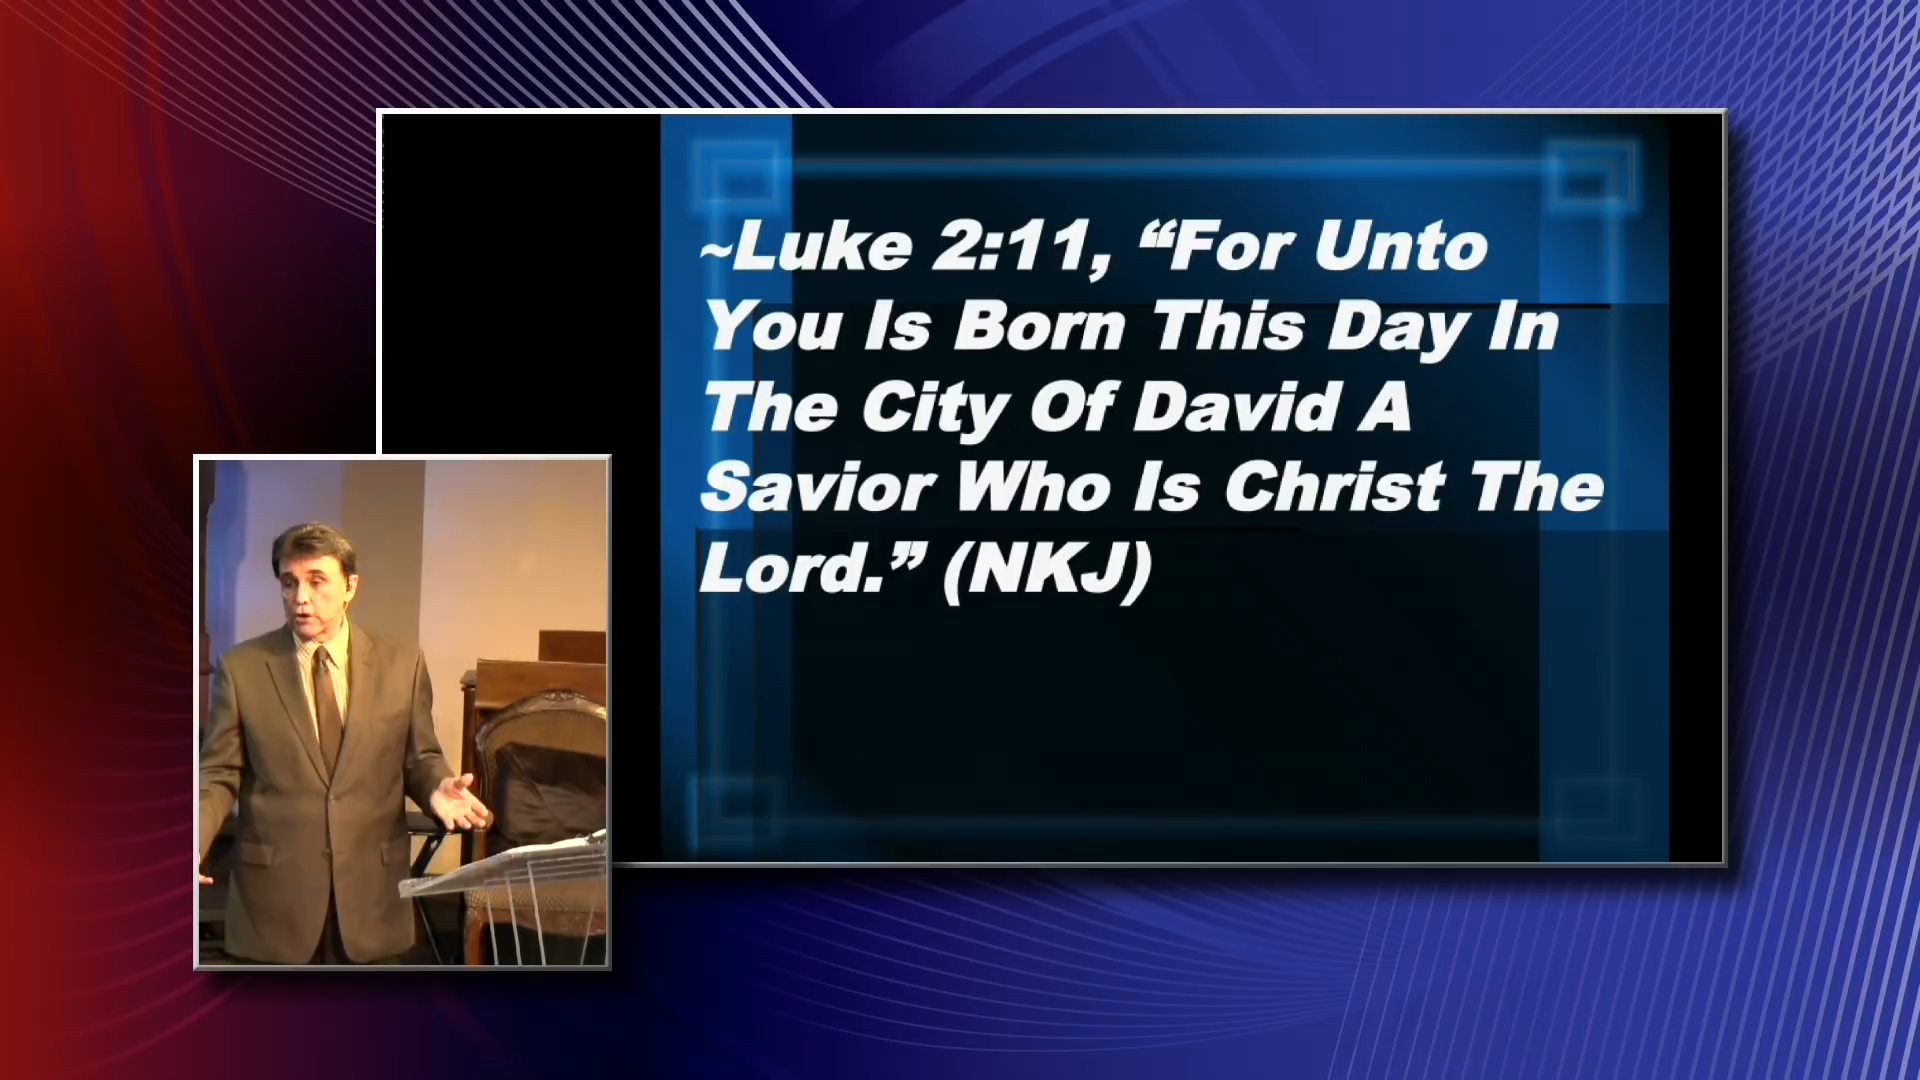 ~Luke 2:11, “For Unto
You Is Born This Day In
The City Of David A
Savior Who Is Christ The
Lord.” (NKJ)